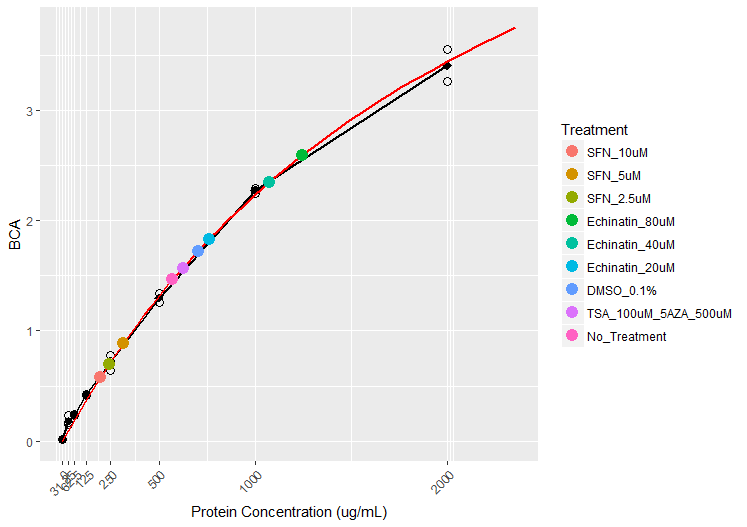 BCA
3
2
1
0
125
250
500
1000
2000
Protein Concentration (ug/mL)
Treatment
SFN_10uM
SFN_5uM
SFN_2.5uM
Echinatin_80uM
Echinatin_40uM
Echinatin_20uM
DMSO_0.1%
TSA_100uM_5AZA_500uM
No_Treatment